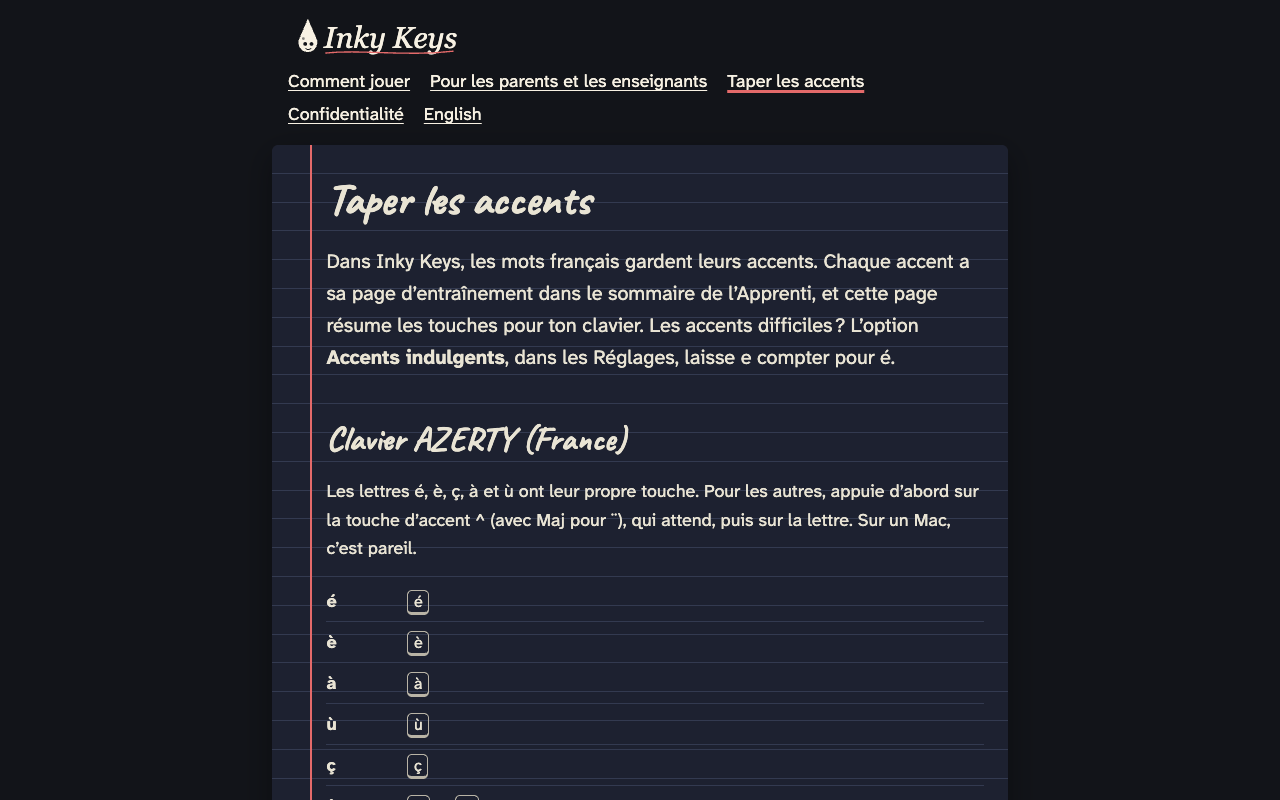 Inky Keys
Comment jouer Pour les parents et les enseignants Taper les accents
Confidentialité English
Taper les accents
Dans Inky Keys, les mots français gardent leurs accents. Chaque accent a
sa page d’entraînement dans le sommaire de l’Apprenti, et cette page
résume les touches pour ton clavier. Les accents difficiles ? L’option
Accents indulgents, dans les Réglages, laisse e compter pour é.
Clavier AZERTY (France)
Les lettres é, è, ç, à et ù ont leur propre touche. Pour les autres, appuie d’abord sur
la touche d’accent ^ (avec Maj pour ¨), qui attend, puis sur la lettre. Sur un Mac,
c’est pareil.
é é
è è
à à
ù ù
ç ç